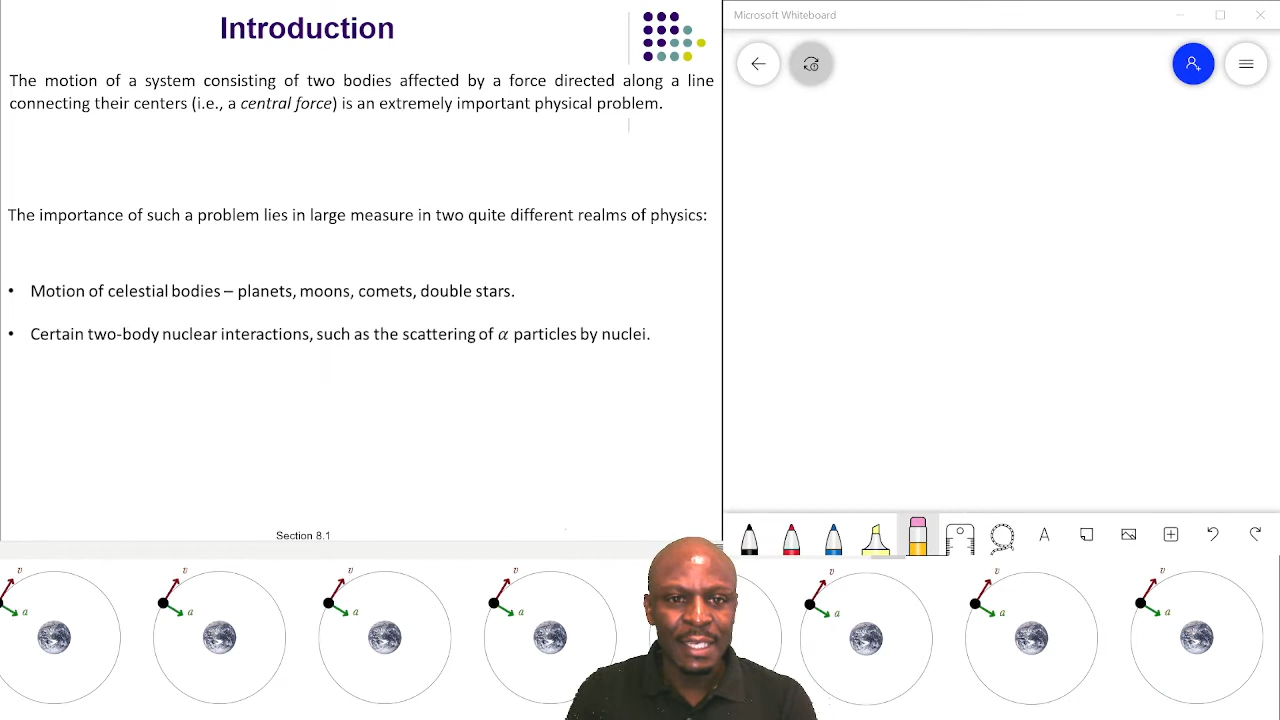 Introduction
The motion of a system consisting of two bodies affected by a force directed along a line
connecting their centers (i.e., a central force) is an extremely important physical problem.
The importance of such a problem lies in large measure in two quite different realms of physics:
• Motion of celestial bodies – planets, moons, comets, double stars.
• Certain two-body nuclear interactions, such as the scattering of α particles by nuclei.
Section 8.1
Microsoft Whiteboard
A
v
a
v
a
v
a
v
a
v
a
v
a
v
a